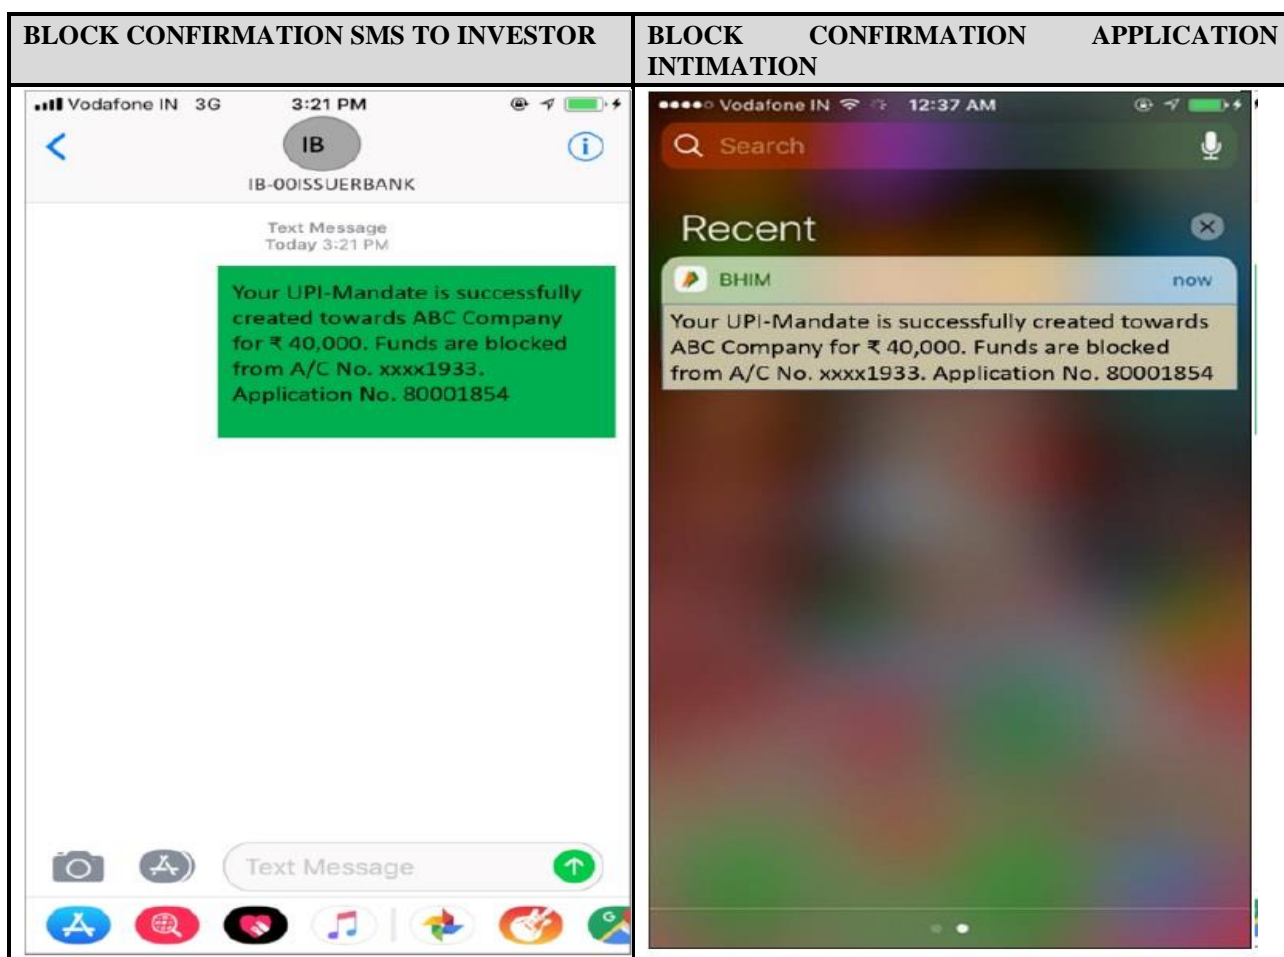 BLOCK CONFIRMATION SMS TO INVESTOR
BLOCK CONFIRMATION APPLICATION
INTIMATION
Vodafone IN 3G 3:21 PM
IB
IB-00ISSUERBANK
Text Message
Today 3:21 PM
Your UPI-Mandate is successfully
created towards ABC Company
for ₹ 40,000. Funds are blocked
from A/C No. xxxx1933.
Application No. 80001854
Text Message
G
Vodafone IN 12:37 AM
Search
Recent
BHIM now
Your UPI-Mandate is successfully created towards
ABC Company for ₹ 40,000. Funds are blocked
from A/C No. xxxx1933. Application No. 80001854